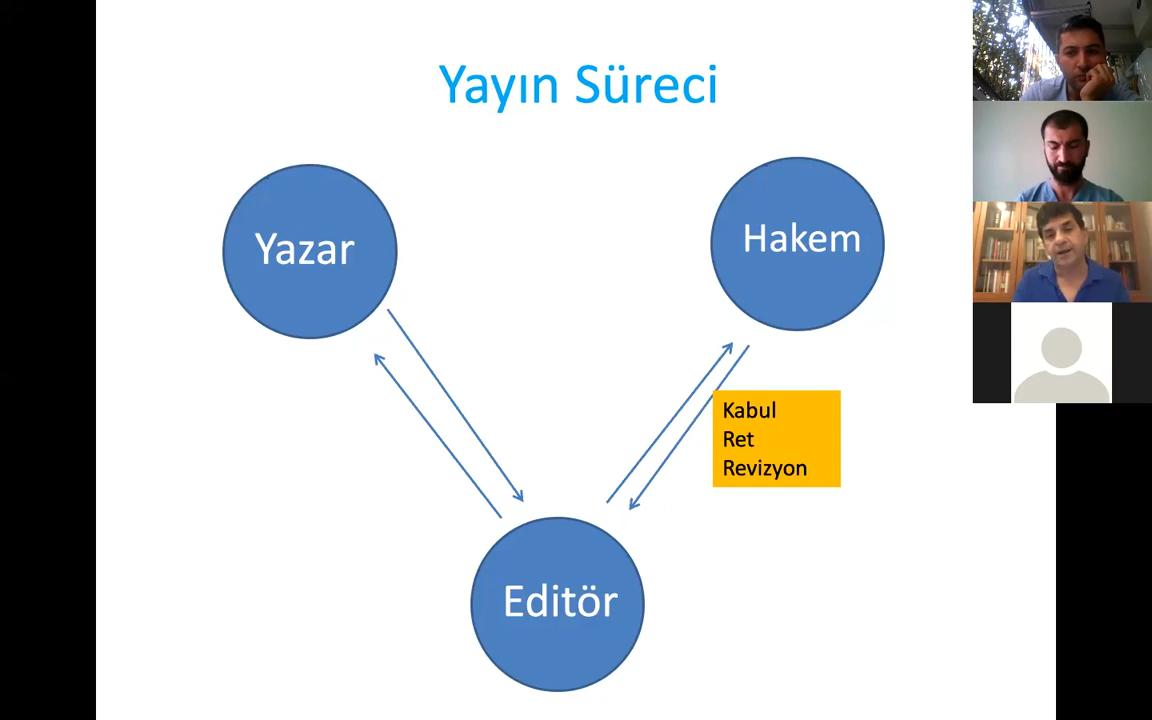 Yayın Süreci
Yazar
Hakem
Kabul
Ret
Revizyon
Editör